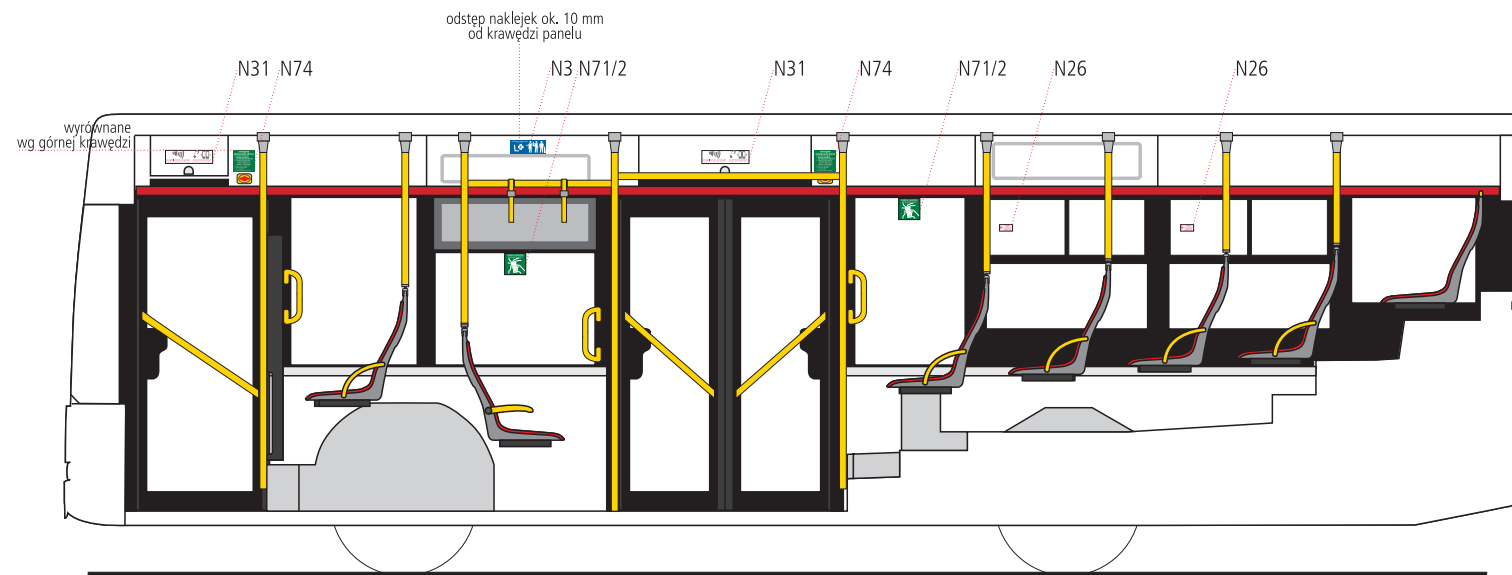 odstęp naklejek ok. 10 mm
od krawędzi panelu
N31 N74 N3 N71/2 N31 N74 N71/2 N26 N26
wyrównane
wg górnej krawędzi